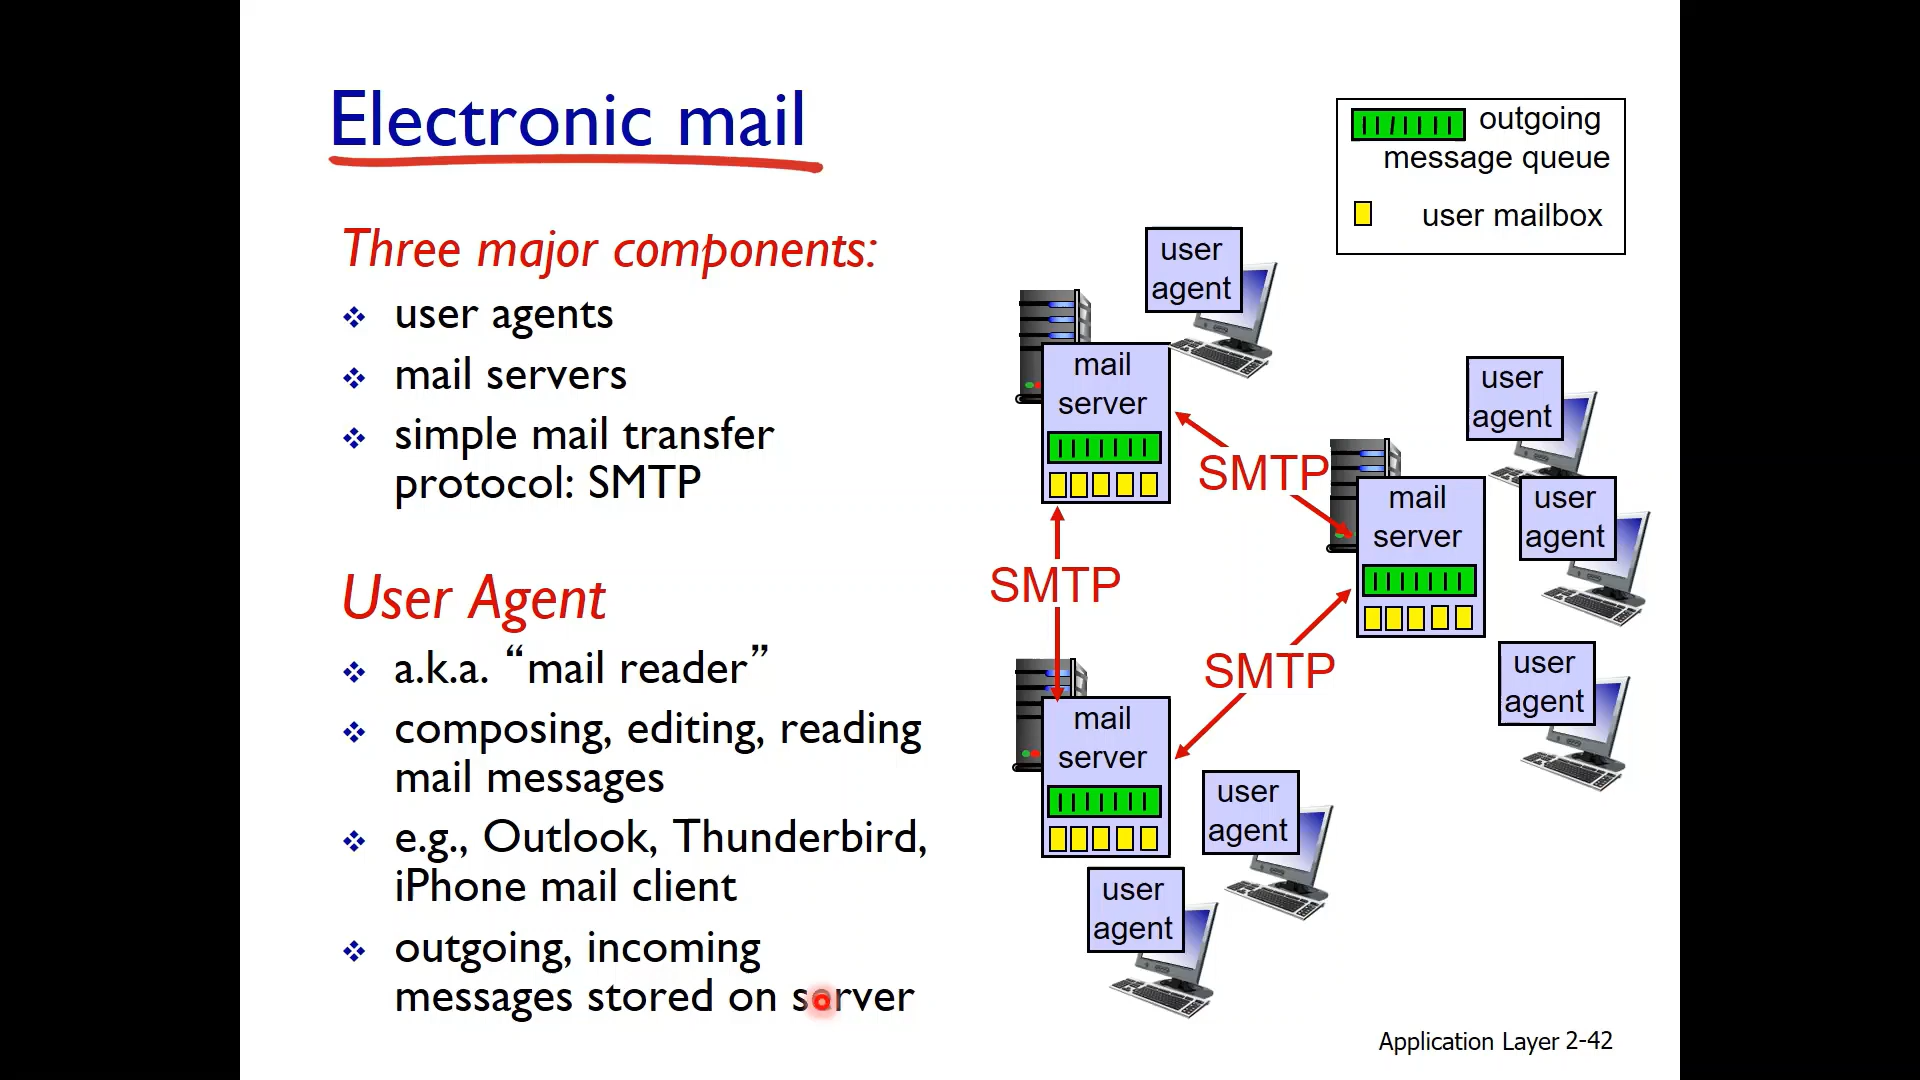 Electronic mail
Three major components:
user agents
mail servers
simple mail transfer
protocol: SMTP
User Agent
a.k.a. “mail reader”
composing, editing, reading
mail messages
e.g., Outlook, Thunderbird,
iPhone mail client
outgoing, incoming
messages stored on server
outgoing
message queue
user mailbox
user
agent
mail
server
SMTP
user
agent
mail
server
user
agent
SMTP
SMTP
user
agent
mail
server
user
agent
user
agent
Application Layer 2-42